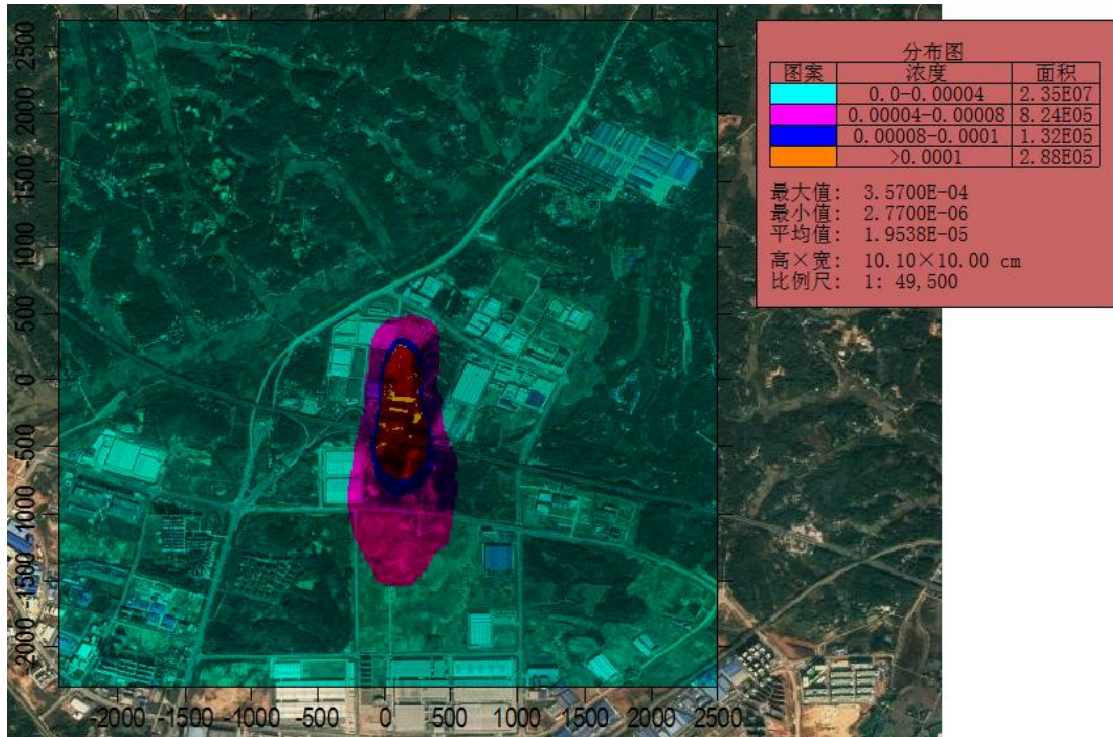 分布图
图案 浓度 面积
0.0-0.00004 2.35E07
0.00004-0.00008 8.24E05
0.00008-0.0001 1.32E05
>0.0001 2.88E05
最大值: 3.5700E-04
最小值: 2.7700E-06
平均值: 1.9538E-05
高×宽: 10.10×10.00 cm
比例尺: 1: 49,500
2500
2000
1500
1000
500
0
-500
-1000
-1500
-2000
-2000 -1500 -1000 -500 0 500 1000 1500 2000 2500